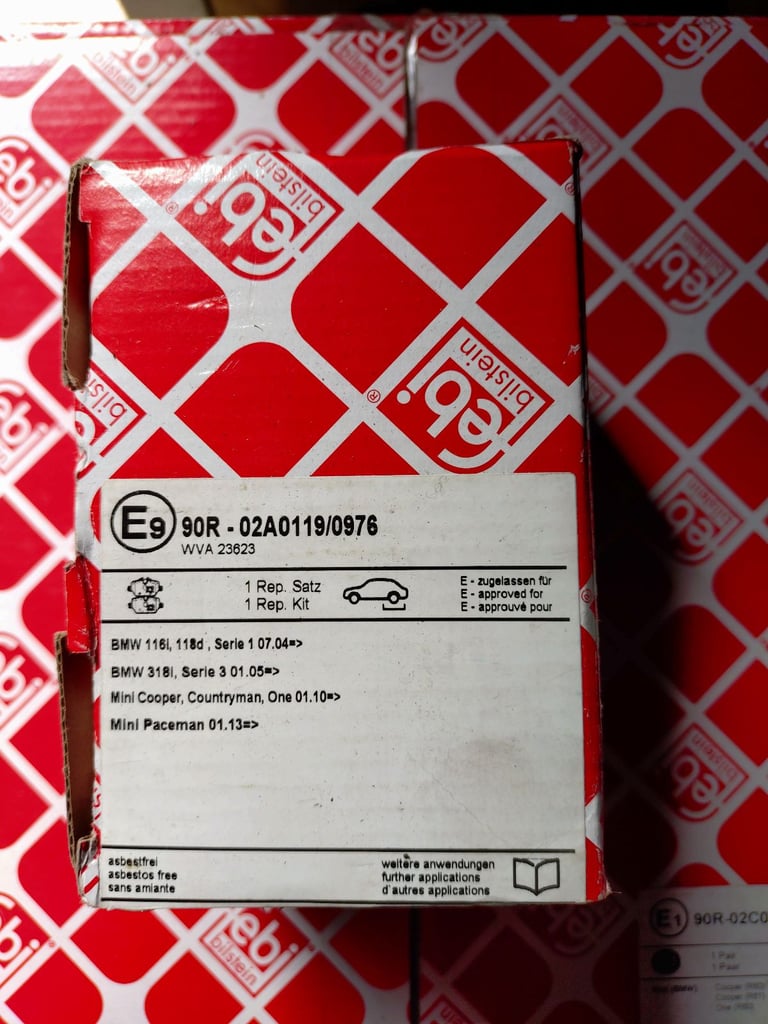 febi
bilstein
®
febi
bilstein
®
E9 90R - 02A0119/0976
WVA 23623
1 Rep. Satz
1 Rep. Kit
E - zugelassen für
E - approved for
E - approuvé pour
BMW 116i, 118d , Serie 1 07.04=>
BMW 318i, Serie 3 01.05=>
Mini Cooper, Countryman, One 01.10=>
Mini Paceman 01.13=>
asbestfrei
asbestos free
sans amiante
weitere anwendungen
further applications
d'autres applications
E1 90R-02C0
1 Pair
1 Paar